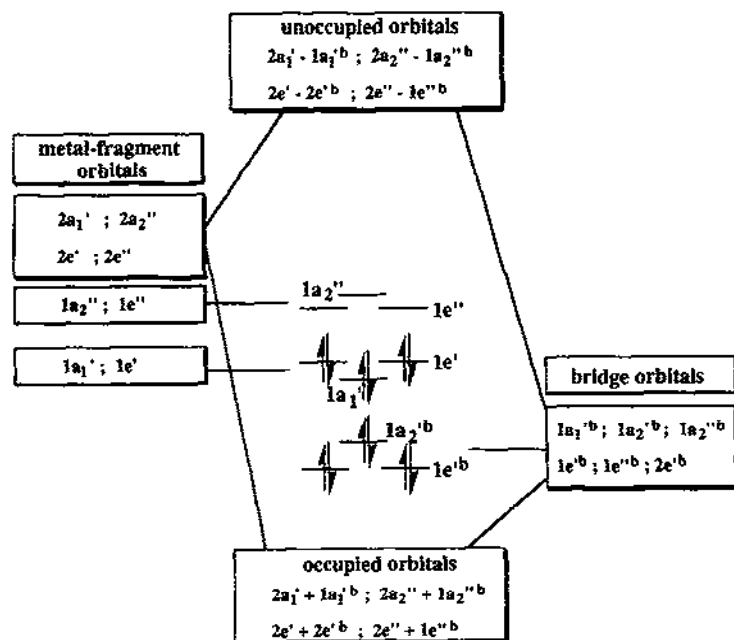 unoccupied orbitals
2a₁' - 1a₁'ᵇ ; 2a₂'' - 1a₂''ᵇ
2e' - 2e'ᵇ ; 2e'' - 1e''ᵇ
metal-fragment
orbitals
2a₁' ; 2a₂''
2e' ; 2e''
1a₂'' ; 1e''
1a₁' ; 1e'
1a₂''
1e''
1e'
1a₁'
1a₂'ᵇ
1e'ᵇ
bridge orbitals
1a₁'ᵇ ; 1a₂'ᵇ ; 1a₂''ᵇ
1e'ᵇ ; 1e''ᵇ ; 2e'ᵇ
occupied orbitals
2a₁' + 1a₁'ᵇ ; 2a₂'' + 1a₂''ᵇ
2e' + 2e'ᵇ ; 2e'' + 1e''ᵇ